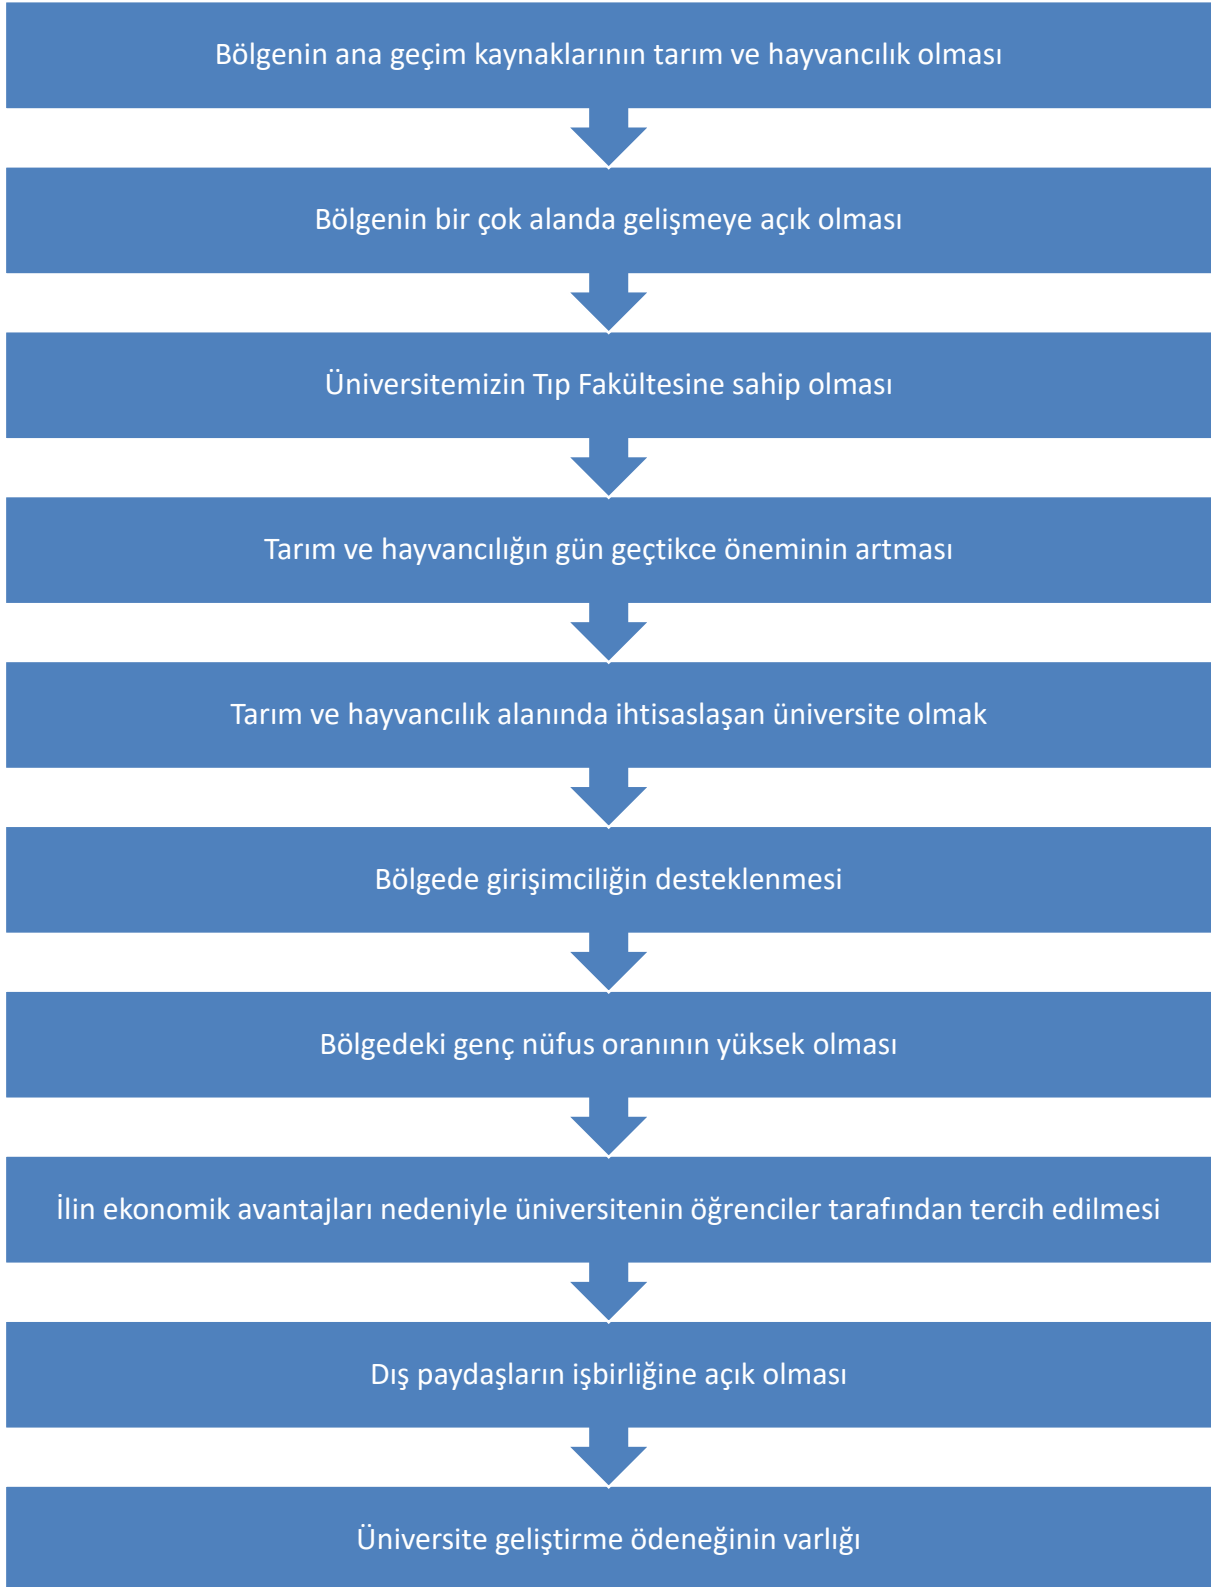 Bölgenin ana geçim kaynaklarının tarım ve hayvancılık olması
Bölgenin bir çok alanda gelişmeye açık olması
Üniversitemizin Tıp Fakültesine sahip olması
Tarım ve hayvancılığın gün geçtikce öneminin artması
Tarım ve hayvancılık alanında ihtisaslaşan üniversite olmak
Bölgede girişimciliğin desteklenmesi
Bölgedeki genç nüfus oranının yüksek olması
İlin ekonomik avantajları nedeniyle üniversitenin öğrenciler tarafından tercih edilmesi
Dış paydaşların işbirliğine açık olması
Üniversite geliştirme ödeneğinin varlığı